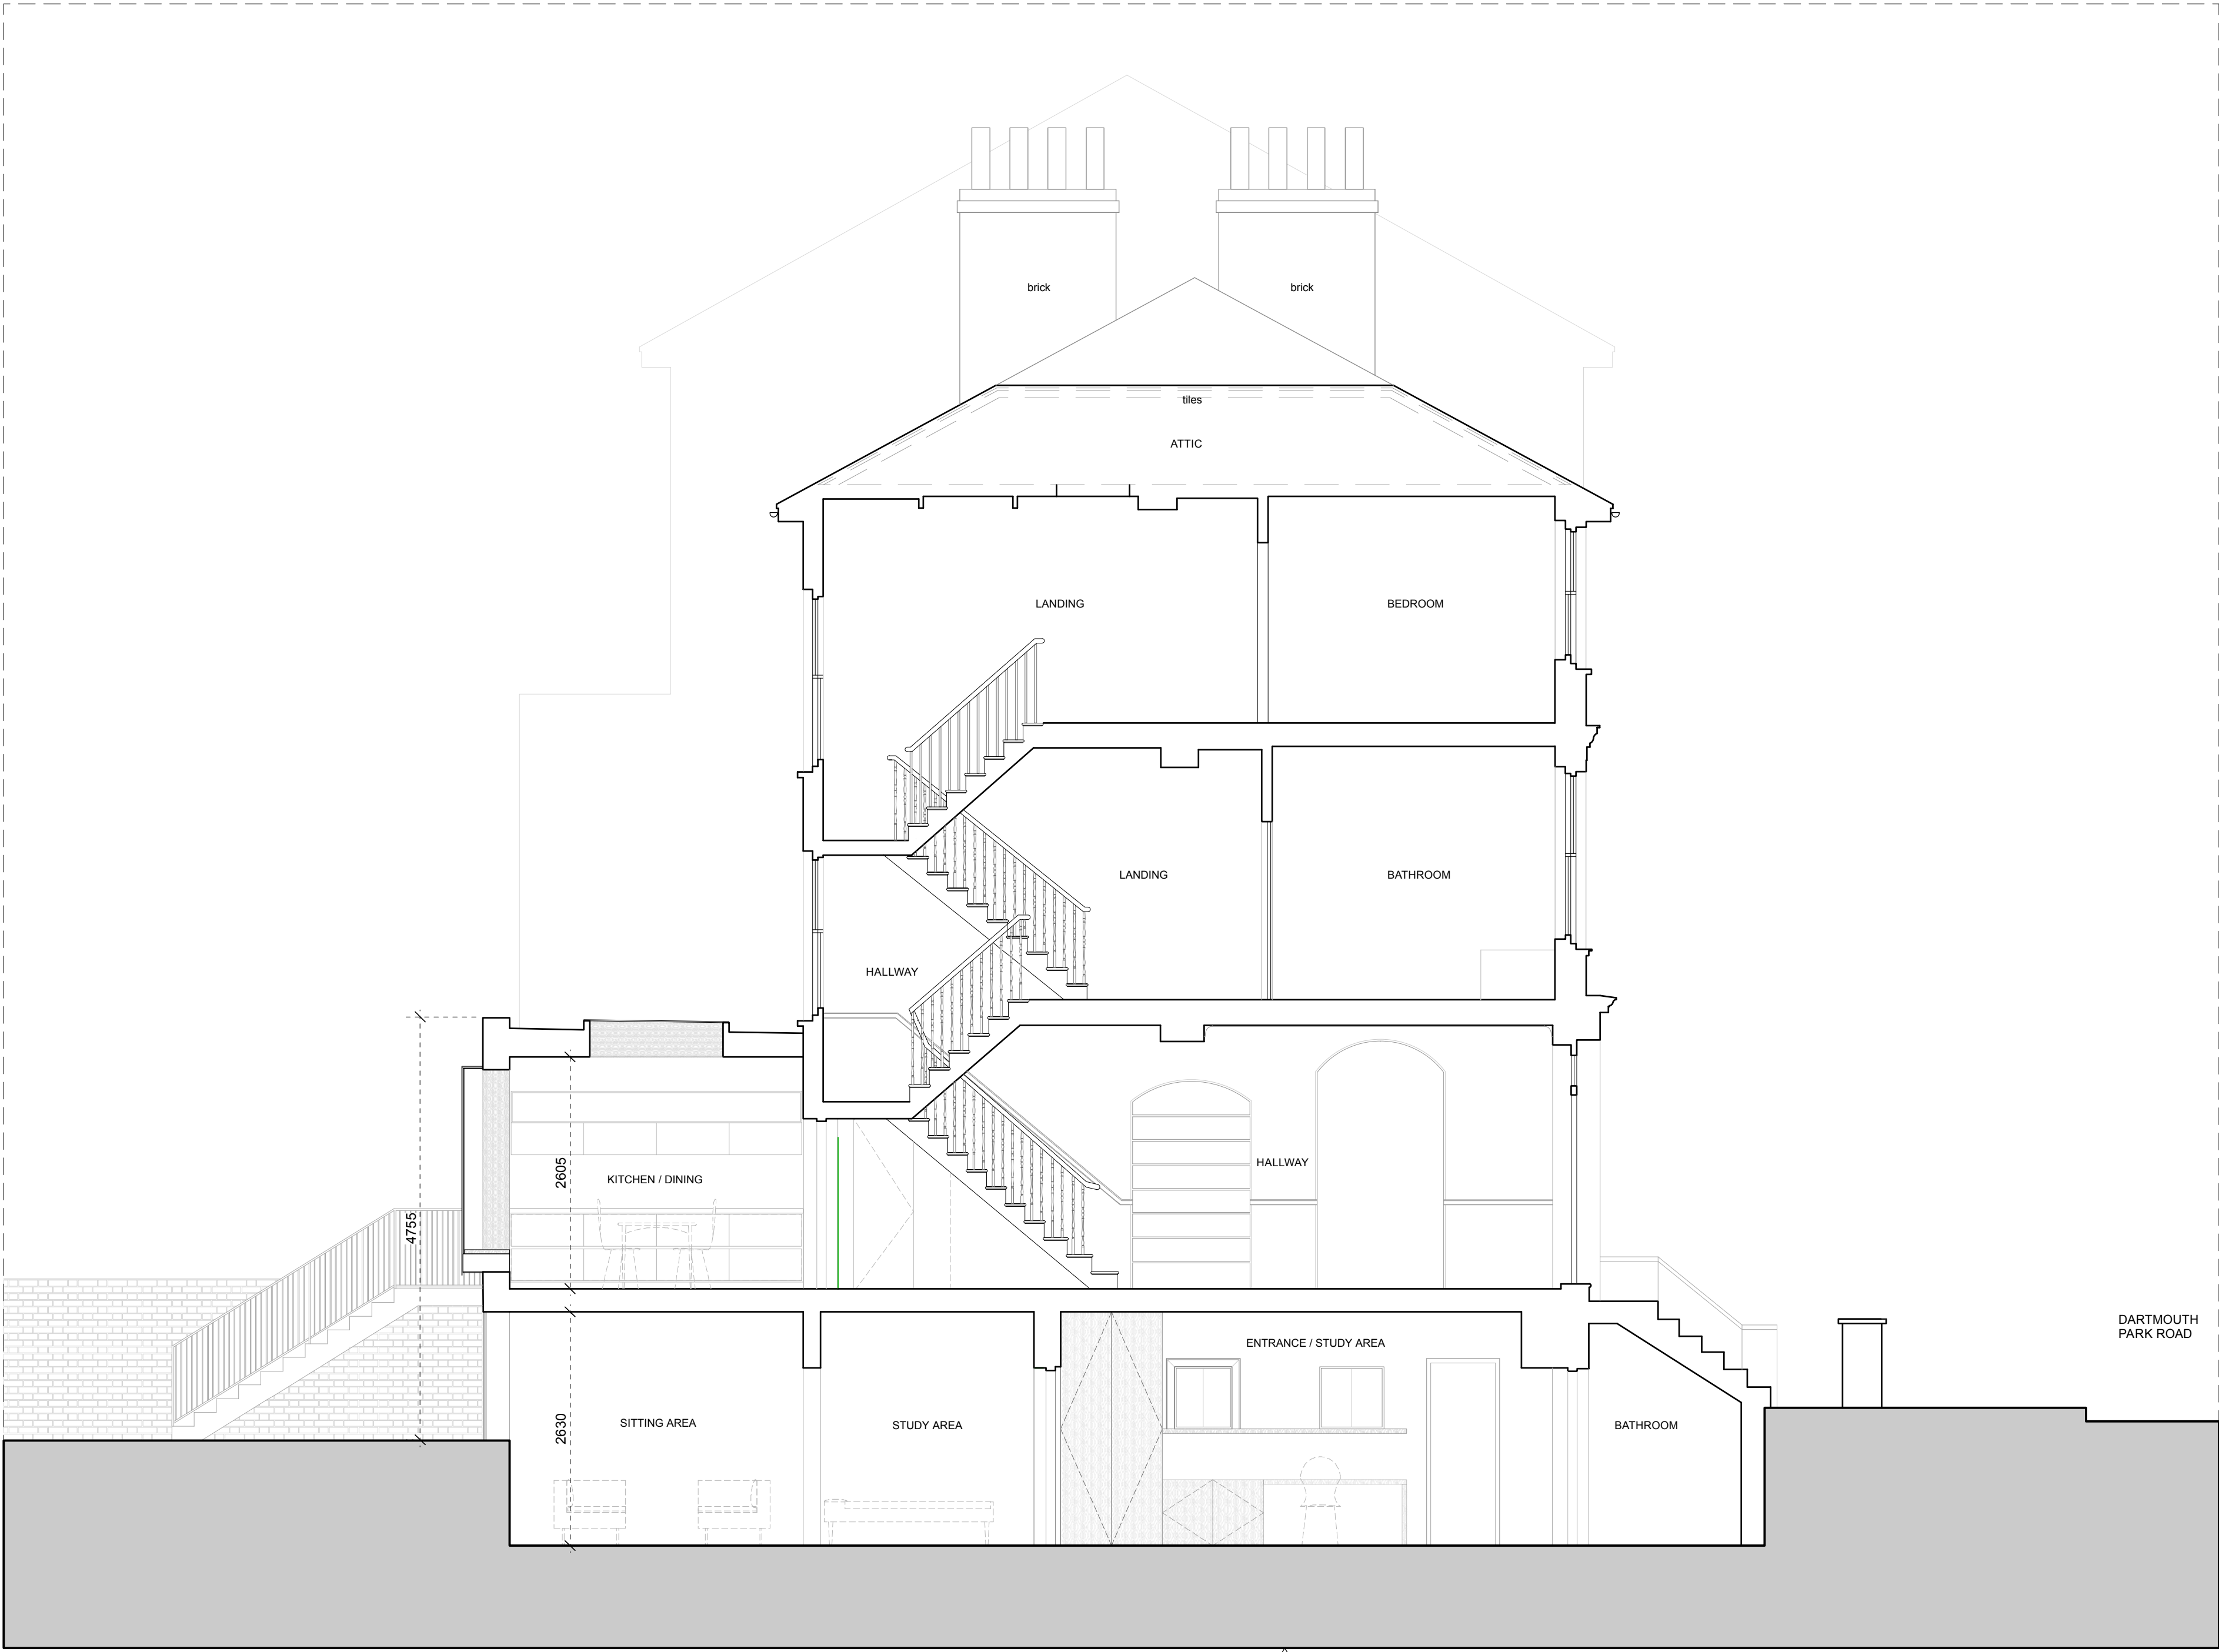 brick
brick
tiles
ATTIC
LANDING
BEDROOM
LANDING
BATHROOM
HALLWAY
KITCHEN / DINING
2605
HALLWAY
4755
DARTMOUTH
PARK ROAD
ENTRANCE / STUDY AREA
SITTING AREA
2630
STUDY AREA
BATHROOM